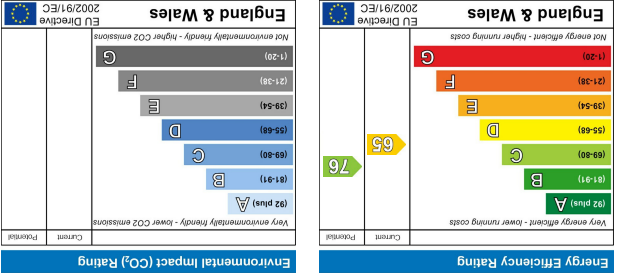 Energy Efficiency Rating
Current
Potential
Very energy efficient - lower running costs
(92 plus) A
(81-91) B
(69-80) C
(55-68) D
(39-54) E
(21-38) F
(1-20) G
65
76
Not energy efficient - higher running costs
England & Wales
EU Directive
2002/91/EC
Environmental Impact (CO₂) Rating
Current
Potential
Very environmentally friendly - lower CO2 emissions
(92 plus) A
(81-91) B
(69-80) C
(55-68) D
(39-54) E
(21-38) F
(1-20) G
Not environmentally friendly - higher CO2 emissions
England & Wales
EU Directive
2002/91/EC